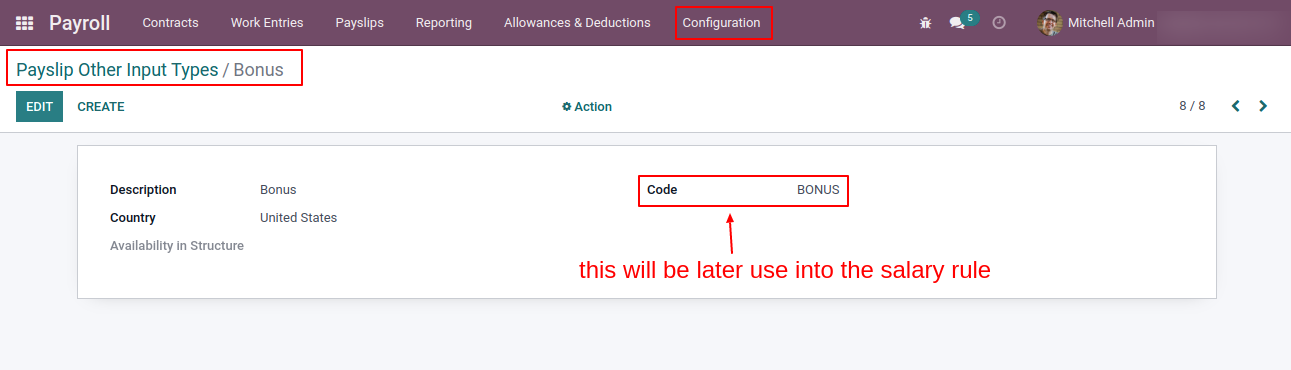 Payroll Contracts Work Entries Payslips Reporting Allowances & Deductions Configuration 5 Mitchell Admin
Payslip Other Input Types / Bonus
EDIT CREATE Action 8 / 8
Description Bonus Code BONUS
Country United States
Availability in Structure
this will be later use into the salary rule